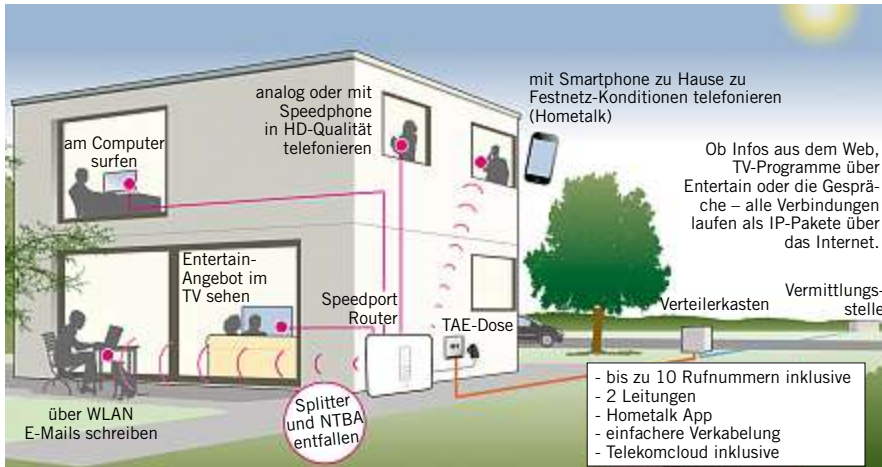 mit Smartphone zu Hause zu
Festnetz-Konditionen telefonieren
(Hometalk)
analog oder mit
Speedphone
in HD-Qualität
telefonieren
am Computer
surfen
Ob Infos aus dem Web,
TV-Programme über
Entertain oder die Gesprä-
che – alle Verbindungen
laufen als IP-Pakete über
das Internet.
Entertain-
Angebot im
TV sehen
Speedport
Router
TAE-Dose
Verteilerkasten
Vermittlungs-
stelle
über WLAN
E-Mails schreiben
Splitter
und NTBA
entfallen
- bis zu 10 Rufnummern inklusive
- 2 Leitungen
- Hometalk App
- einfachere Verkabelung
- Telekomcloud inklusive